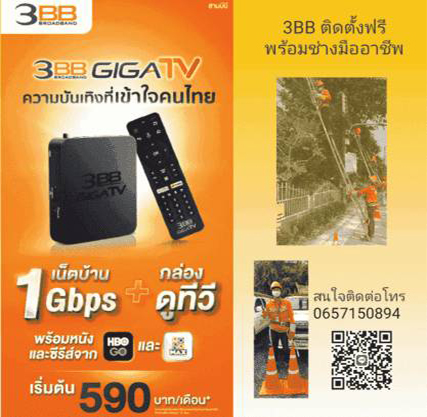 3BB
BROADBAND
3BB GIGATV
BROADBAND
ความบันเทิงที่เข้าใจคนไทย
3BB
GIGATV
3BB
GIGATV
เน็ตบ้าน
1Gbps
+
กล่อง
ดูทีวี
พร้อมหนัง
และซีรีส์จาก
HBO
GO
และ
MAX
เริ่มต้น 590 บาท/เดือน*
3BB ติดตั้งฟรี
พร้อมช่างมืออาชีพ
สนใจติดต่อโทร
0657150894